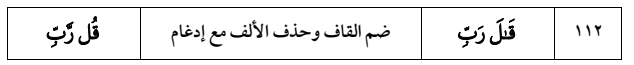 ١١٢ قَٰلَ رَبِّ ضم القاف وحذف الألف مع إدغام قُل رَّبِّ